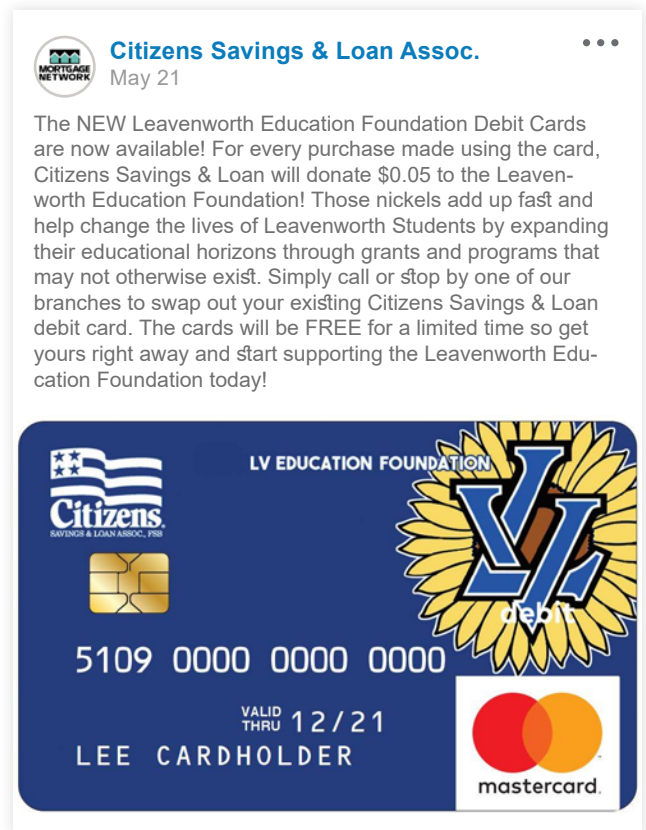 MORTGAGE
NETWORK
Citizens Savings & Loan Assoc.
May 21
The NEW Leavenworth Education Foundation Debit Cards
are now available! For every purchase made using the card,
Citizens Savings & Loan will donate $0.05 to the Leaven-
worth Education Foundation! Those nickels add up fast and
help change the lives of Leavenworth Students by expanding
their educational horizons through grants and programs that
may not otherwise exist. Simply call or stop by one of our
branches to swap out your existing Citizens Savings & Loan
debit card. The cards will be FREE for a limited time so get
yours right away and start supporting the Leavenworth Edu-
cation Foundation today!
LV EDUCATION FOUNDATION
Citizens
SAVINGS & LOAN ASSOC., FSB
LV
debit
5109 0000 0000 0000
VALID
THRU 12/21
LEE CARDHOLDER
mastercard.